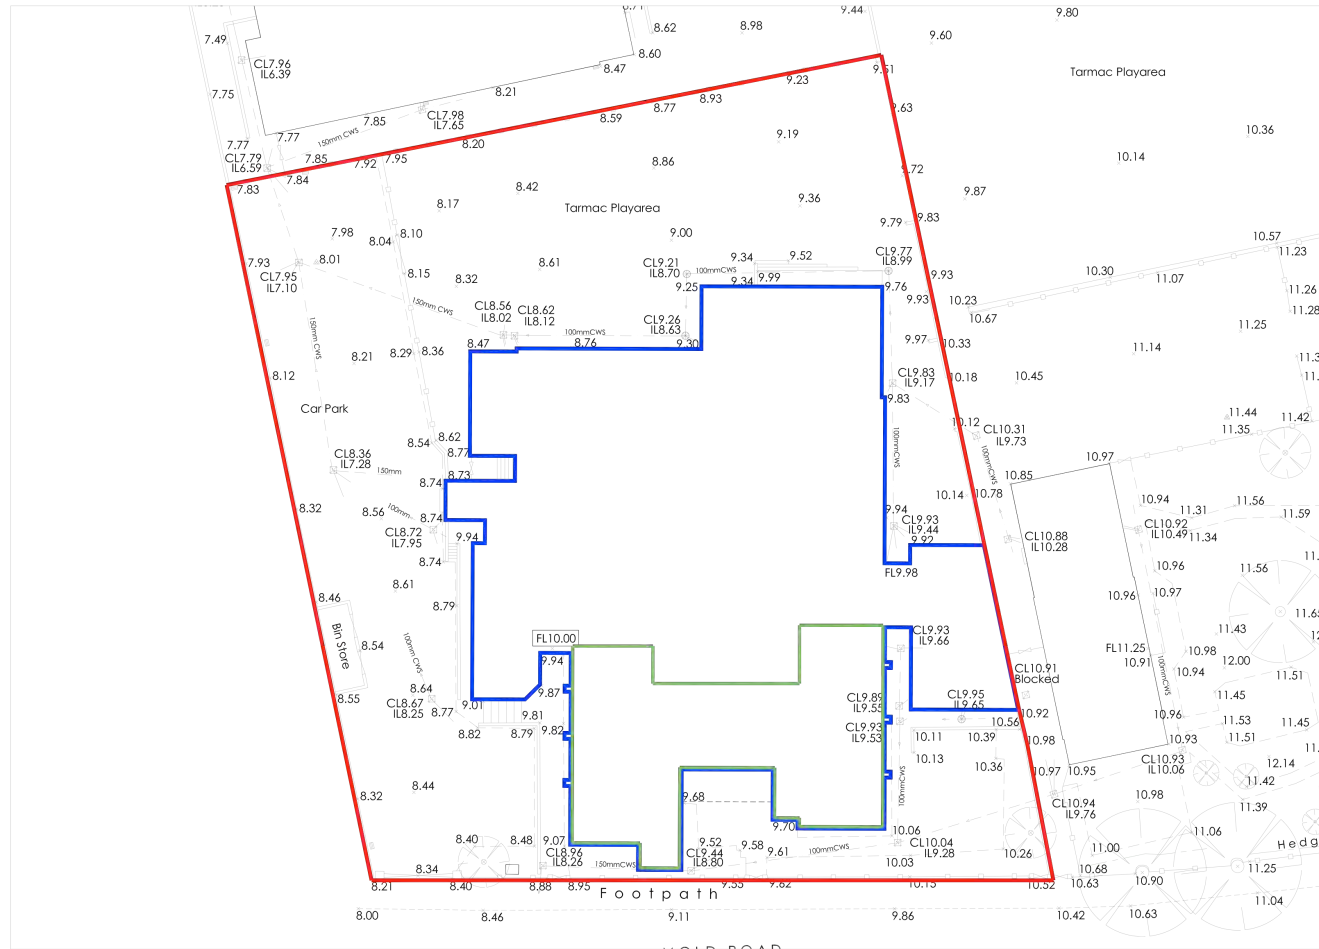 8.62
8.98
9.44
9.80
7.49
8.60
9.60
CL7.96
IL6.39
8.47
9.51
Tarmac Playarea
7.75
8.21
8.93
9.23
CL7.98
IL7.65
8.77
9.63
7.85
8.59
7.77
7.77
150mm CWS
8.20
9.19
10.36
CL7.79
IL6.59
7.85
7.92
7.95
8.86
10.14
7.83
7.84
9.72
8.42
9.87
8.17
Tarmac Playarea
9.36
9.79
9.83
7.98
8.04
8.10
9.00
10.57
11.23
7.93
8.01
CL7.95
IL7.10
8.15
8.32
8.61
CL9.21
IL8.70
100mmCWS
9.34
9.52
9.34
9.99
CL9.77
IL8.99
9.93
10.30
11.07
9.25
9.76
11.26
150mm CWS
CL8.56
IL8.02
CL8.62
IL8.12
CL9.26
IL8.63
9.93
10.23
10.67
11.28
150mm CWS
100mmCWS
11.25
8.21
8.29
8.36
8.47
8.76
9.30
9.97
10.33
11.14
8.12
CL9.83
IL9.17
10.18
10.45
Car Park
9.83
11.44
11.42
10.12
11.35
8.54
8.62
CL10.31
IL9.73
CL8.36
IL7.28
8.77
100mmCWS
100mmCWS
10.97
150mm
8.73
8.74
10.85
8.32
8.56
100mm
8.74
10.14
10.78
10.94
11.56
11.31
11.59
CL8.72
IL7.95
9.94
9.94
CL9.93
IL9.44
9.92
CL10.88
IL10.28
CL10.92
IL10.49
11.34
8.74
FL9.98
10.96
11.56
8.61
8.46
8.79
10.96
10.97
11.65
Bin Store
FL10.00
CL9.93
IL9.66
11.43
8.54
100mmCWS
9.94
FL11.25
10.91
10.98
12.00
CL10.91
Blocked
10.94
11.51
8.55
8.64
CL8.67
IL8.25
9.87
CL9.89
IL9.55
CL9.95
IL9.65
100mmCWS
11.45
8.77
9.01
9.81
10.56
10.92
10.96
11.53
11.45
8.82
8.79
9.82
CL9.93
IL9.53
10.11
10.39
10.98
10.93
11.51
10.13
10.36
10.97
10.95
CL10.93
IL10.06
12.14
11.42
8.32
8.44
9.68
100mmCWS
CL10.94
IL9.76
10.98
11.39
9.70
10.06
11.06
8.40
8.48
9.07
CL8.96
IL8.26
9.52
9.58
9.61
CL9.44
IL8.80
100mmCWS
CL10.04
IL9.28
10.26
11.00
Hedg
8.34
150mmCWS
10.03
10.68
11.25
8.21
8.40
8.88
8.95
9.55
9.62
10.15
10.52
10.63
10.90
Footpath
11.04
8.00
8.46
9.11
9.86
10.42
10.63